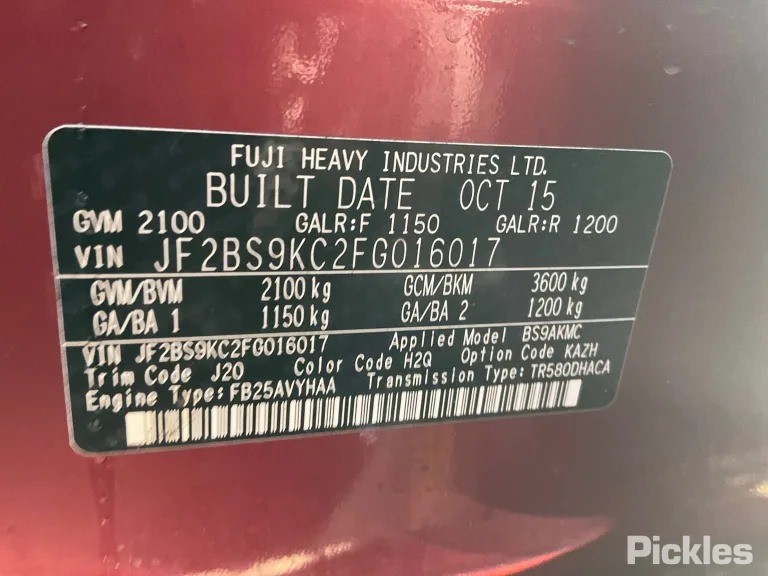 FUJI HEAVY INDUSTRIES LTD.
BUILT DATE OCT 15
GVM 2100 GALR:F 1150 GALR:R 1200
VIN JF2BS9KC2FG016017
GVM/BVM 2100 kg GCM/BKM 3600 kg
GA/BA 1 1150 kg GA/BA 2 1200 kg
VIN JF2BS9KC2FG016017 Applied Model BS9AKMC
Trim Code J20 Color Code H2Q Option Code KAZH
Engine Type: FB25AVYHAA Transmission Type: TR580DHACA
Pickles